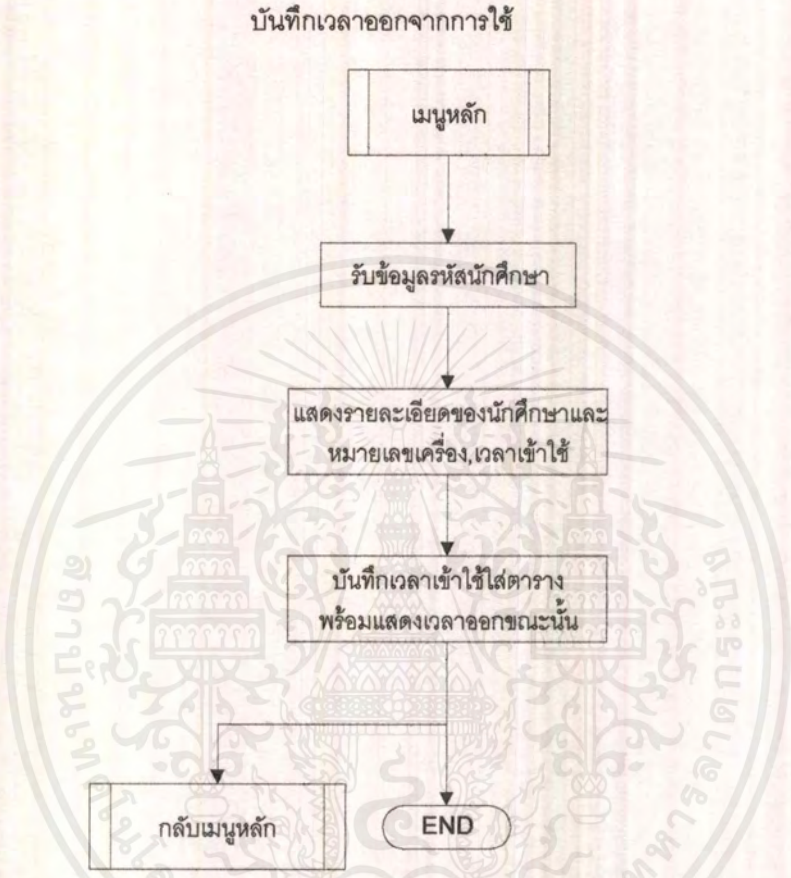 บันทึกเวลาออกจากการใช้
เมนูหลัก
รับข้อมูลรหัสนักศึกษา
แสดงรายละเอียดของนักศึกษาและ
หมายเลขเครื่อง,เวลาเข้าใช้
บันทึกเวลาเข้าใช้ใส่ตาราง
พร้อมแสดงเวลาออกขณะนั้น
กลับเมนูหลัก
END